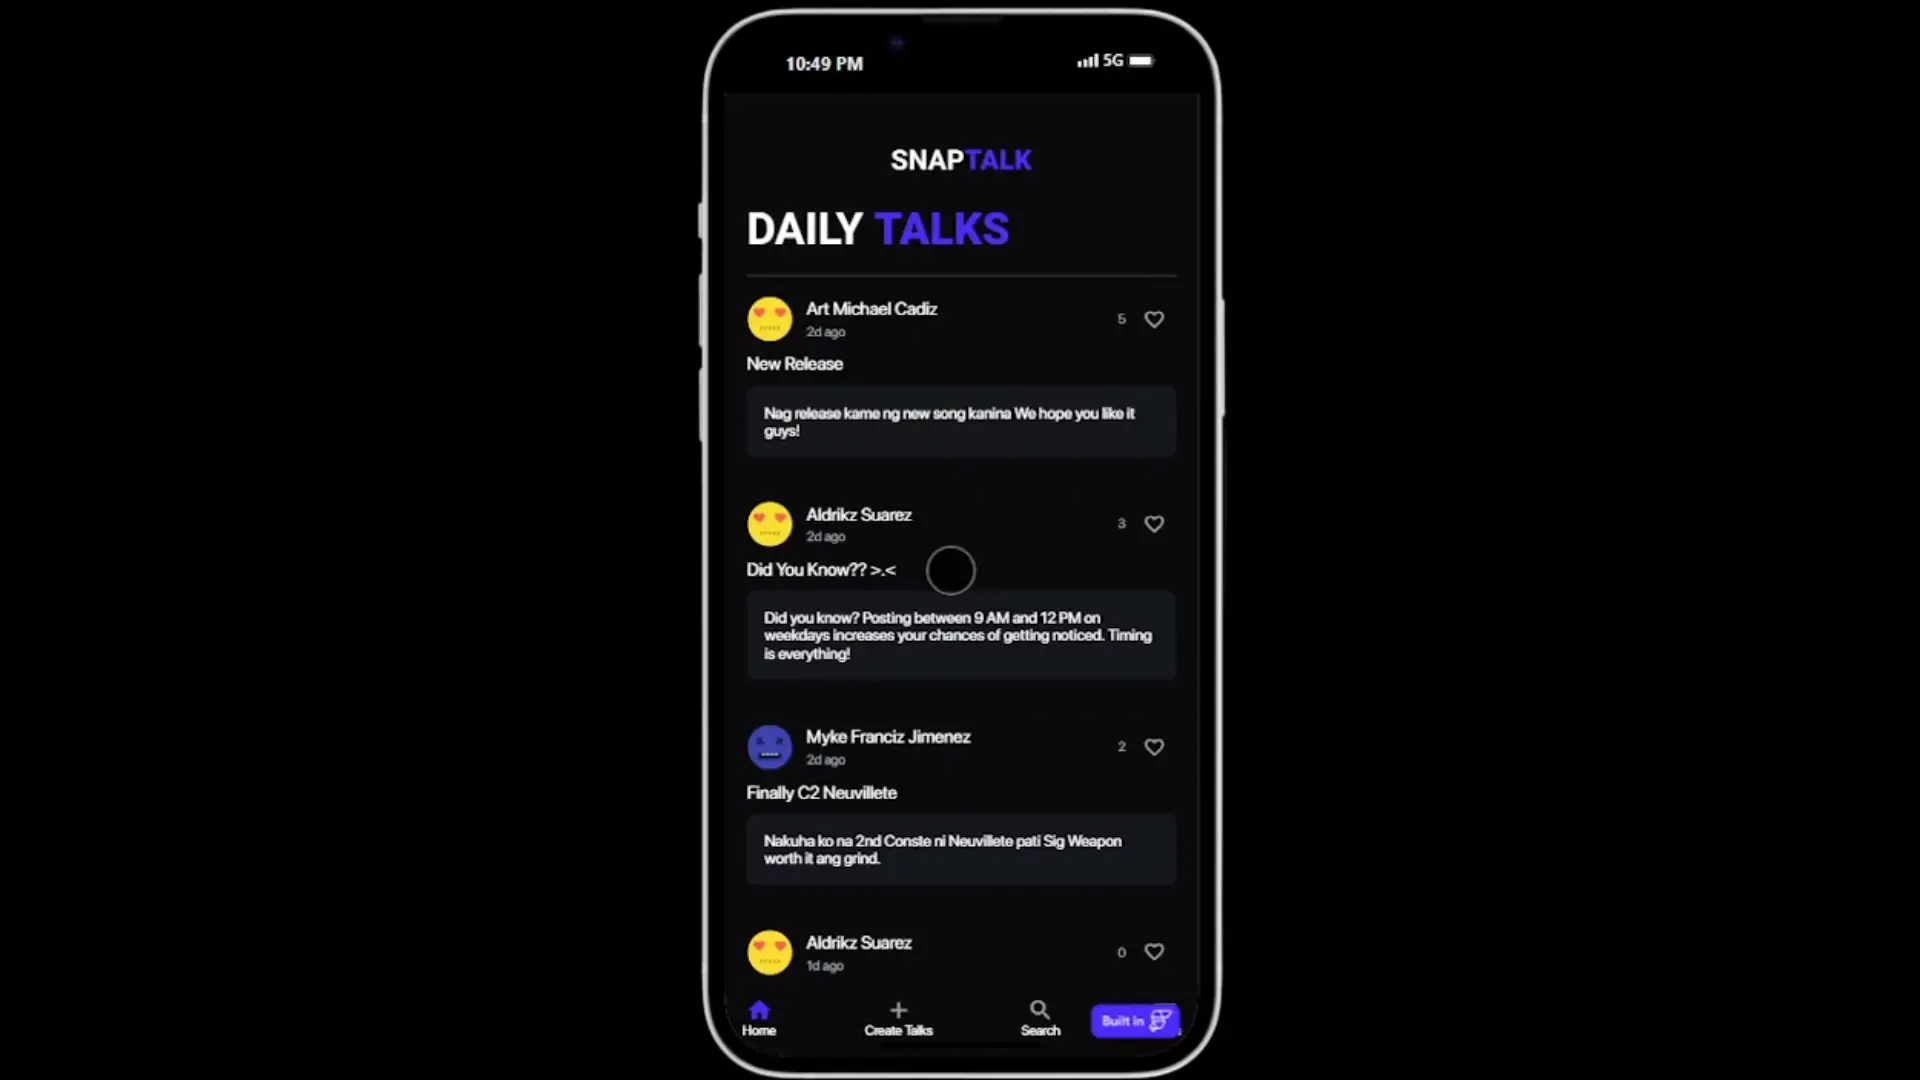 10:49 PM
5G
SNAPTALK
DAILY TALKS
Art Michael Cadiz
2d ago
5
New Release
Nag release kame ng new song kanina We hope you like it
guys!
Aldrikz Suarez
2d ago
3
Did You Know?? >.<
Did you know? Posting between 9 AM and 12 PM on
weekdays increases your chances of getting noticed. Timing
is everything!
Myke Franciz Jimenez
2d ago
2
Finally C2 Neuvillete
Nakuha ko na 2nd Conste ni Neuvillete pati Sig Weapon
worth it ang grind.
Aldrikz Suarez
1d ago
0
Home
Create Talks
Search
Built in